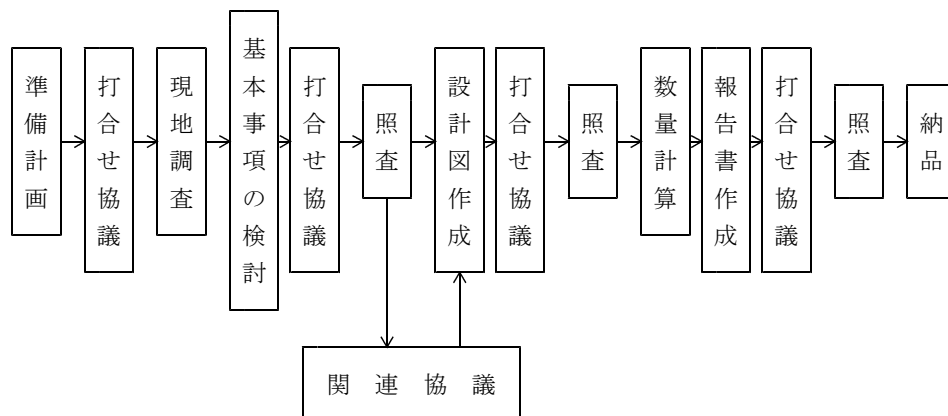 準備計画
打合せ協議
現地調査
基本事項の検討
打合せ協議
照査
設計図作成
打合せ協議
照査
数量計算
報告書作成
打合せ協議
照査
納品
関連協議